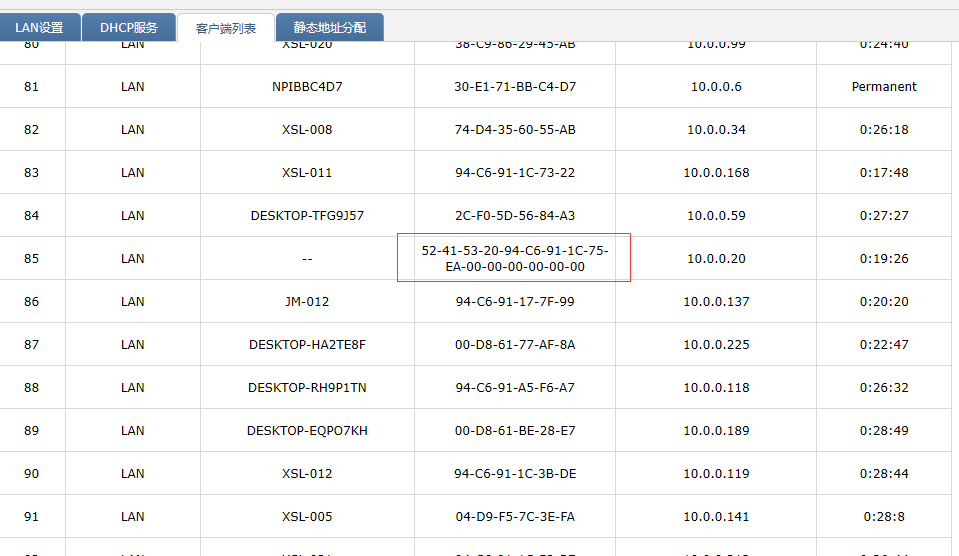 LAN设置 DHCP服务 客户端列表 静态地址分配
80 LAN XSL-020 38-C9-86-29-45-AB 10.0.0.99 0:24:40
81 LAN NPIBBC4D7 30-E1-71-BB-C4-D7 10.0.0.6 Permanent
82 LAN XSL-008 74-D4-35-60-55-AB 10.0.0.34 0:26:18
83 LAN XSL-011 94-C6-91-1C-73-22 10.0.0.168 0:17:48
84 LAN DESKTOP-TFG9J57 2C-F0-5D-56-84-A3 10.0.0.59 0:27:27
85 LAN -- 52-41-53-20-94-C6-91-1C-75-
EA-00-00-00-00-00-00 10.0.0.20 0:19:26
86 LAN JM-012 94-C6-91-17-7F-99 10.0.0.137 0:20:20
87 LAN DESKTOP-HA2TE8F 00-D8-61-77-AF-8A 10.0.0.225 0:22:47
88 LAN DESKTOP-RH9P1TN 94-C6-91-A5-F6-A7 10.0.0.118 0:26:32
89 LAN DESKTOP-EQPO7KH 00-D8-61-BE-28-E7 10.0.0.189 0:28:49
90 LAN XSL-012 94-C6-91-1C-3B-DE 10.0.0.119 0:28:44
91 LAN XSL-005 04-D9-F5-7C-3E-FA 10.0.0.141 0:28:8